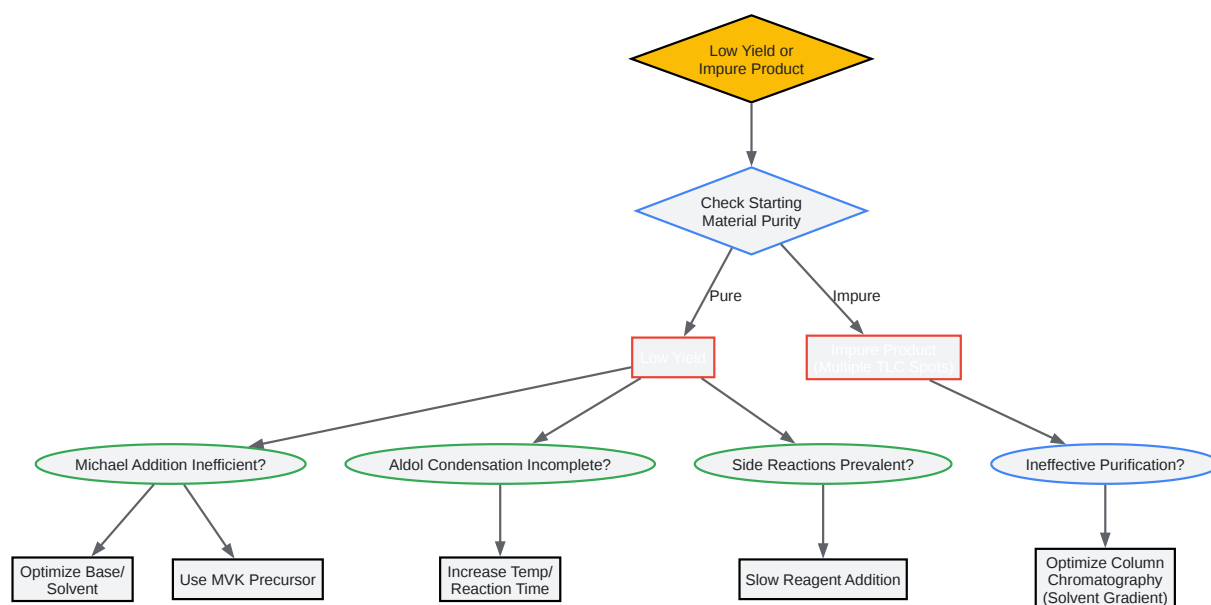 Low Yield or
Impure Product
Check Starting
Material Purity
Pure
Impure
Low Yield
Impure Product
(Multiple TLC Spots)
Michael Addition Inefficient?
Aldol Condensation Incomplete?
Side Reactions Prevalent?
Ineffective Purification?
Optimize Base/
Solvent
Use MVK Precursor
Increase Temp/
Reaction Time
Slow Reagent Addition
Optimize Column
Chromatography
(Solvent Gradient)